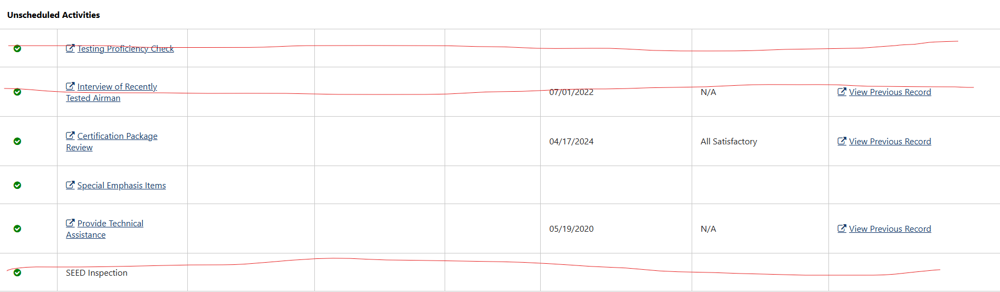 Unscheduled Activities
Testing Proficiency Check
Interview of Recently
Tested Airman
07/01/2022
N/A
View Previous Record
Certification Package
Review
04/17/2024
All Satisfactory
View Previous Record
Special Emphasis Items
Provide Technical
Assistance
05/19/2020
N/A
View Previous Record
SEED Inspection